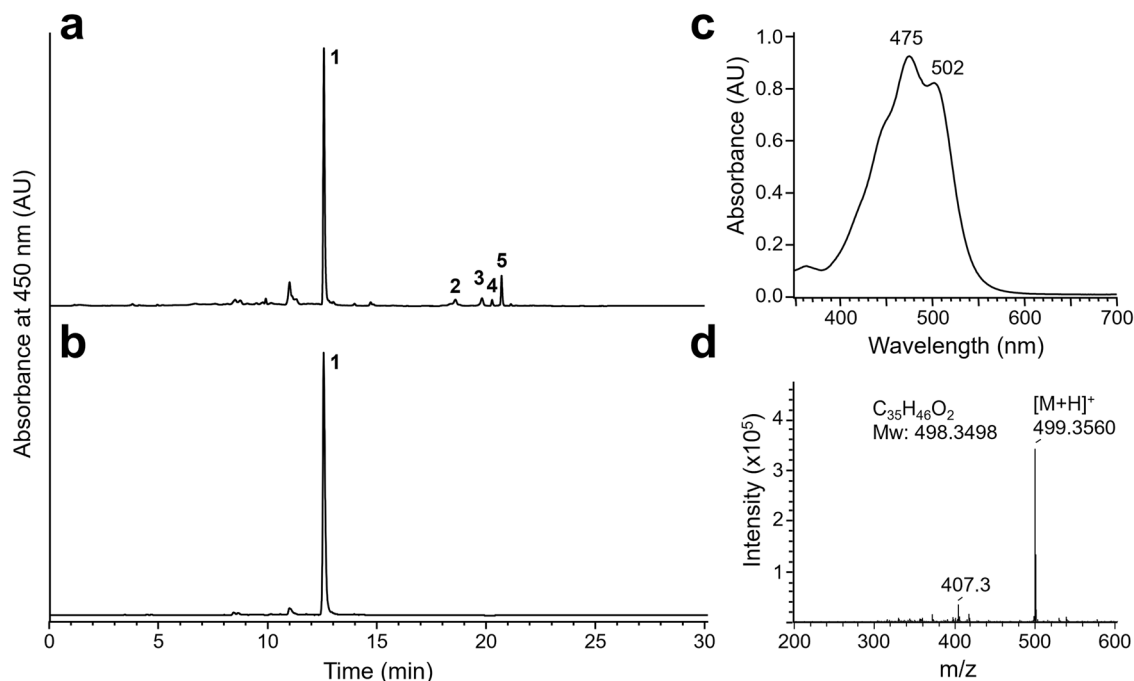 a
Absorbance at 450 nm (AU)
1
2
3
4
5
b
1
0
5
10
15
20
25
30
Time (min)
c
Absorbance (AU)
1.0
0.8
0.6
0.4
0.2
0.0
475
502
400
500
600
700
Wavelength (nm)
d
Intensity (x10⁵)
4
3
2
1
C₃₅H₄₆O₂
Mw: 498.3498
[M+H]⁺
499.3560
407.3
200
300
400
500
600
m/z